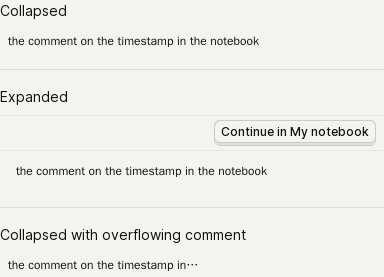 Collapsed
the comment on the timestamp in the notebook
Expanded
Continue in My notebook
the comment on the timestamp in the notebook
Collapsed with overflowing comment
the comment on the timestamp in⋯